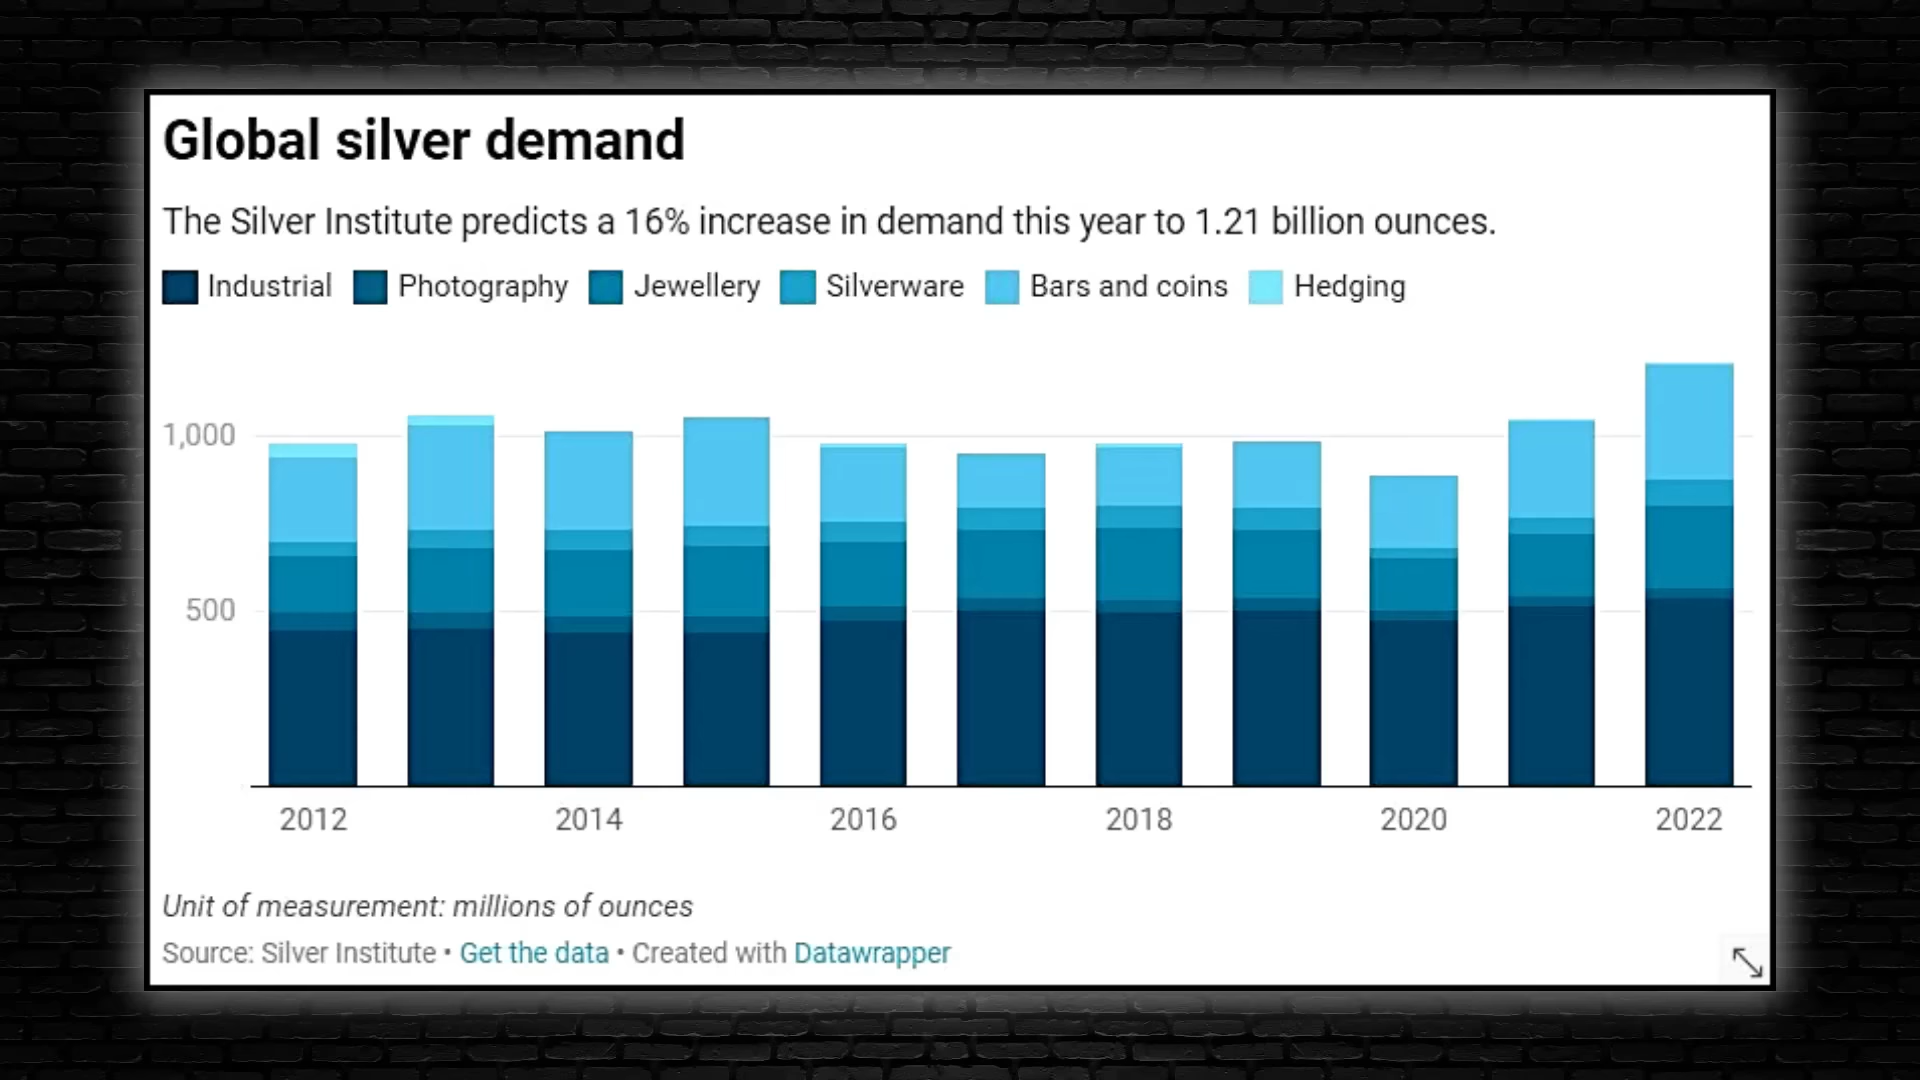 Global silver demand
The Silver Institute predicts a 16% increase in demand this year to 1.21 billion ounces.
Industrial Photography Jewellery Silverware Bars and coins Hedging
1,000
500
2012 2014 2016 2018 2020 2022
Unit of measurement: millions of ounces
Source: Silver Institute • Get the data • Created with Datawrapper